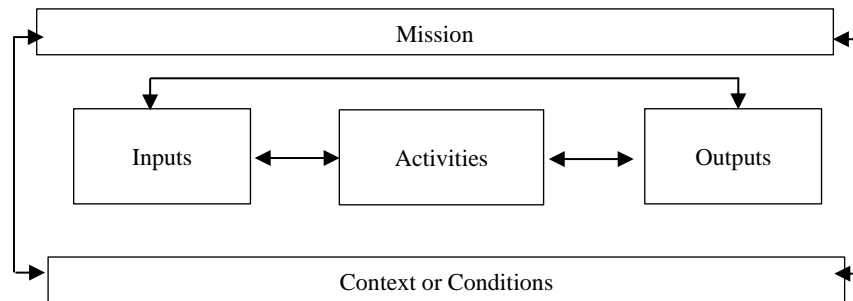 Mission
Inputs
Activities
Outputs
Context or Conditions